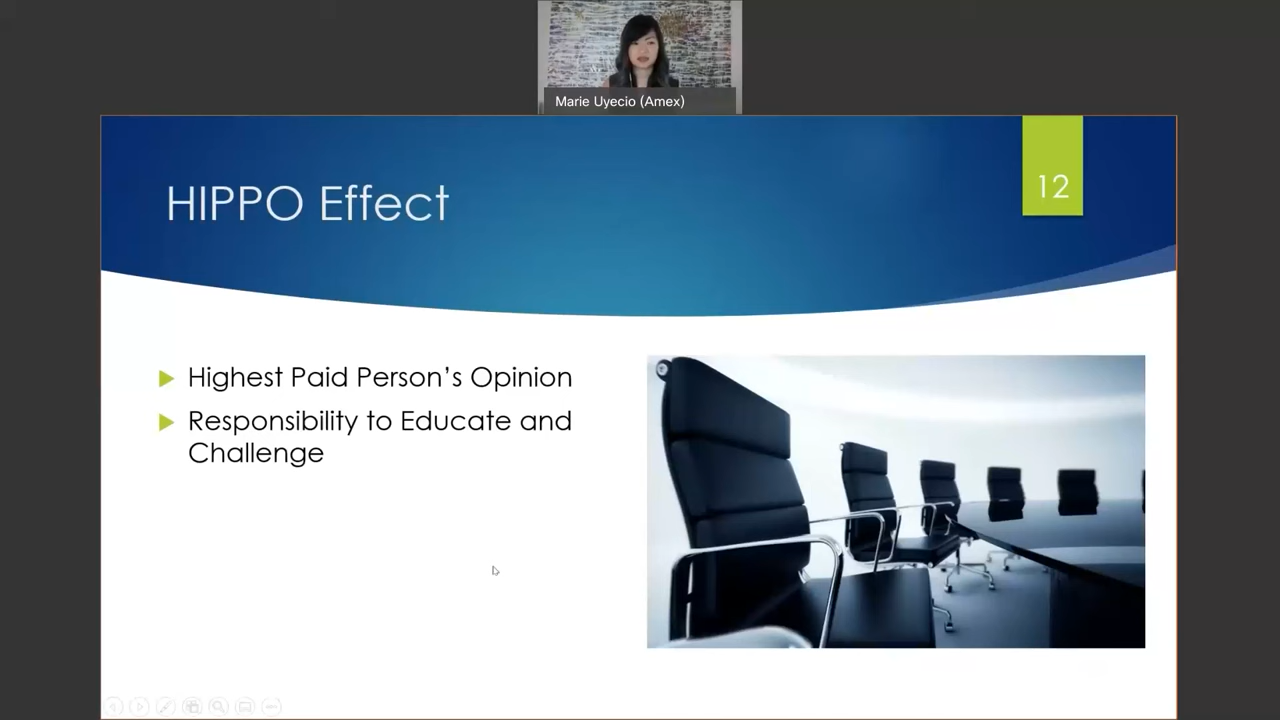 Marie Uyecio (Amex)
12
HIPPO Effect
Highest Paid Person’s Opinion
Responsibility to Educate and
Challenge